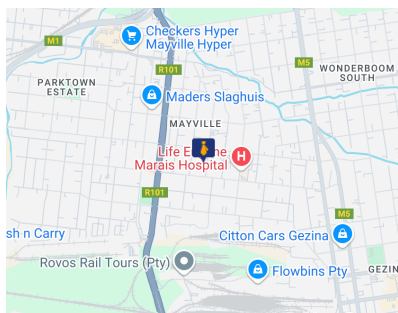 Checkers Hyper
Mayville Hyper
M1
R101
M5
WONDERBOOM
SOUTH
PARKTOWN
ESTATE
Maders Slaghuis
MAYVILLE
Life E ne
Marais Hospital
H
R101
M5
sh n Carry
Citton Cars Gezina
Rovos Rail Tours (Pty)
Flowbins Pty
GEZIN